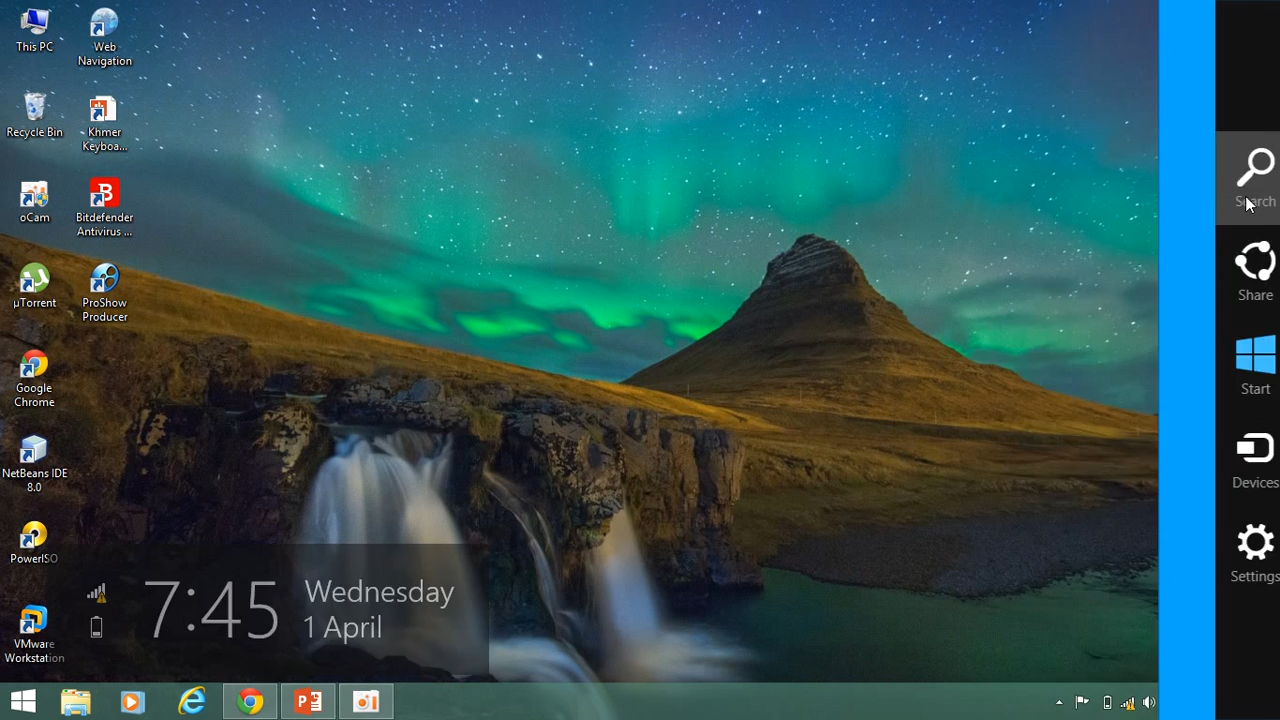 This PC
Web
Navigation
Recycle Bin
Khmer
Keyboa...
oCam
Bitdefender
Antivirus ...
µTorrent
ProShow
Producer
Google
Chrome
NetBeans IDE
8.0
PowerISO
VMware
Workstation
7:45
Wednesday
1 April
Search
Share
Start
Devices
Settings